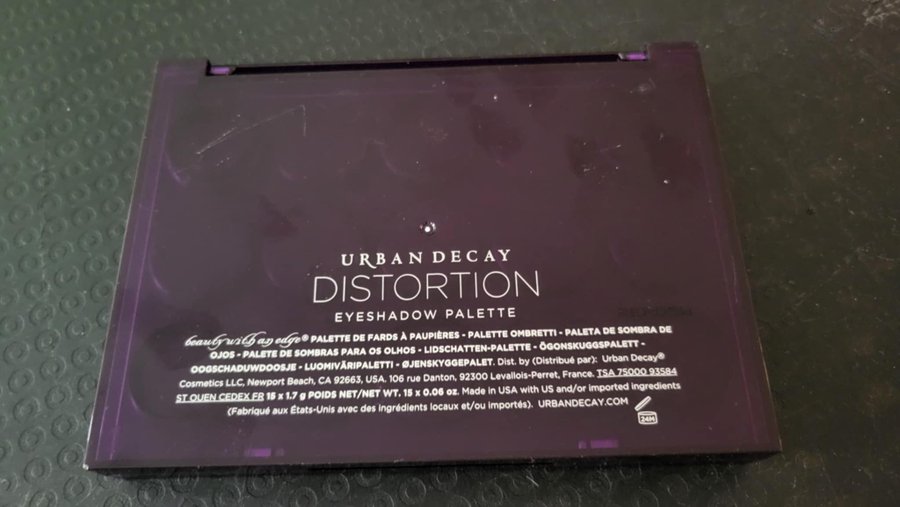 URBAN DECAY
DISTORTION
EYESHADOW PALETTE
beauty with an edge® PALETTE DE FARDS À PAUPIÈRES - PALETTE OMBRETTI - PALETA DE SOMBRA DE
OJOS - PALETE DE SOMBRAS PARA OS OLHOS - LIDSCHATTEN-PALETTE - ÖGONSKUGGSPALETT -
OOGSCHADUWDOOSJE - LUOMIVÄRIPALETTI - ØJENSKYGGEPALET. Dist. by (Distribué par): Urban Decay®
Cosmetics LLC, Newport Beach, CA 92663, USA. 106 rue Danton, 92300 Levallois-Perret, France. TSA 75000 93584
ST OUEN CEDEX FR 15 x 1.7 g POIDS NET/NET WT. 15 x 0.06 oz. Made in USA with US and/or imported ingredients
(Fabriqué aux États-Unis avec des ingrédients locaux et/ou importés). URBANDECAY.COM
24M